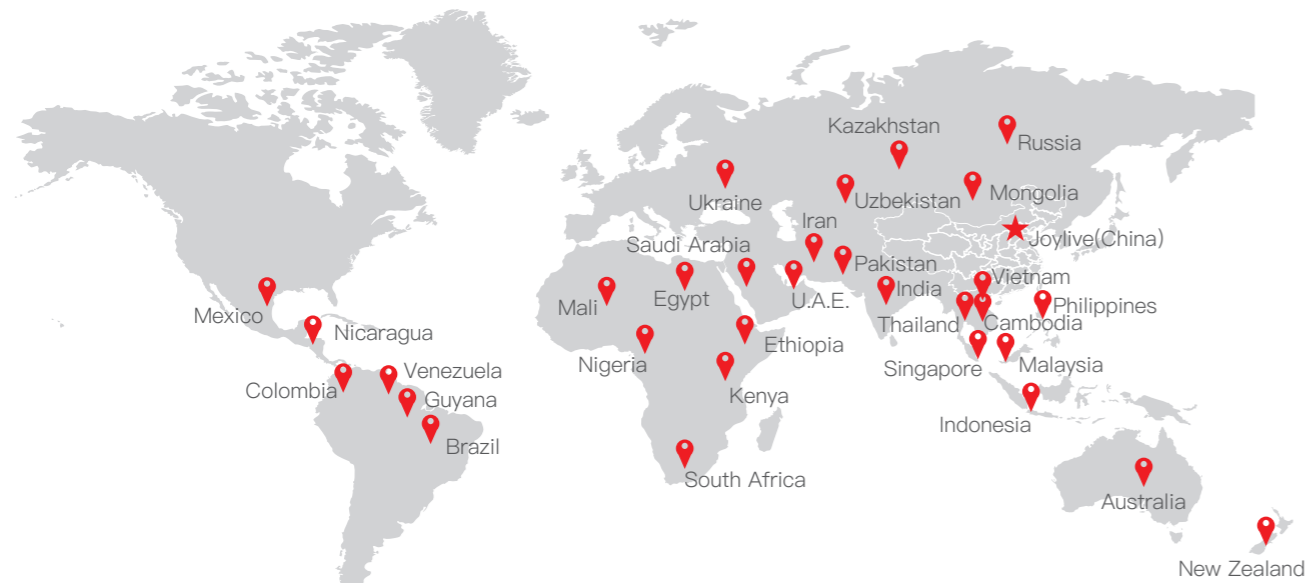 Kazakhstan
Russia
Ukraine
Uzbekistan
Mongolia
Iran
Saudi Arabia
Joylive(China)
Pakistan
Vietnam
Mali
Egypt
U.A.E.
India
Philippines
Mexico
Nicaragua
Thailand
Cambodia
Ethiopia
Nigeria
Singapore
Malaysia
Venezuela
Colombia
Guyana
Kenya
Indonesia
Brazil
South Africa
Australia
New Zealand